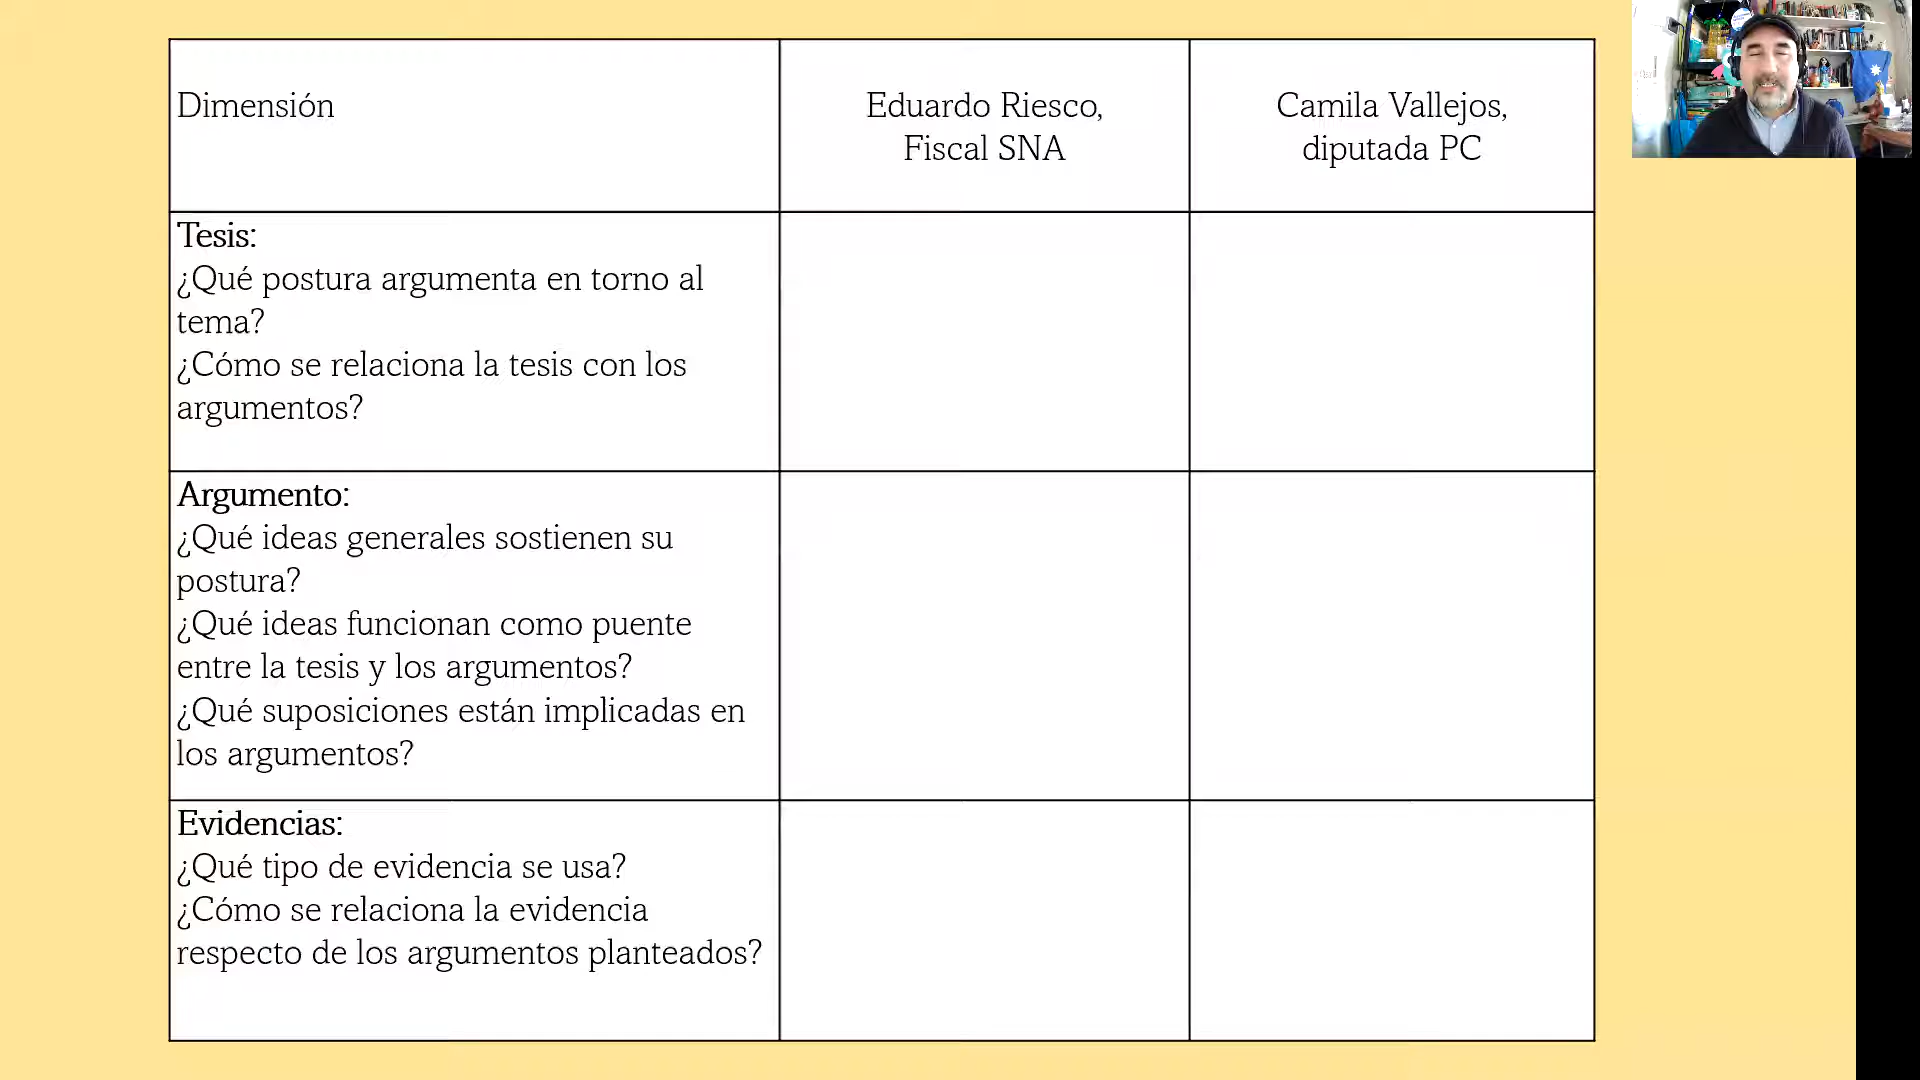 Dimensión
Eduardo Riesco,
Fiscal SNA
Camila Vallejos,
diputada PC
Tesis:
¿Qué postura argumenta en torno al
tema?
¿Cómo se relaciona la tesis con los
argumentos?
Argumento:
¿Qué ideas generales sostienen su
postura?
¿Qué ideas funcionan como puente
entre la tesis y los argumentos?
¿Qué suposiciones están implicadas en
los argumentos?
Evidencias:
¿Qué tipo de evidencia se usa?
¿Cómo se relaciona la evidencia
respecto de los argumentos planteados?